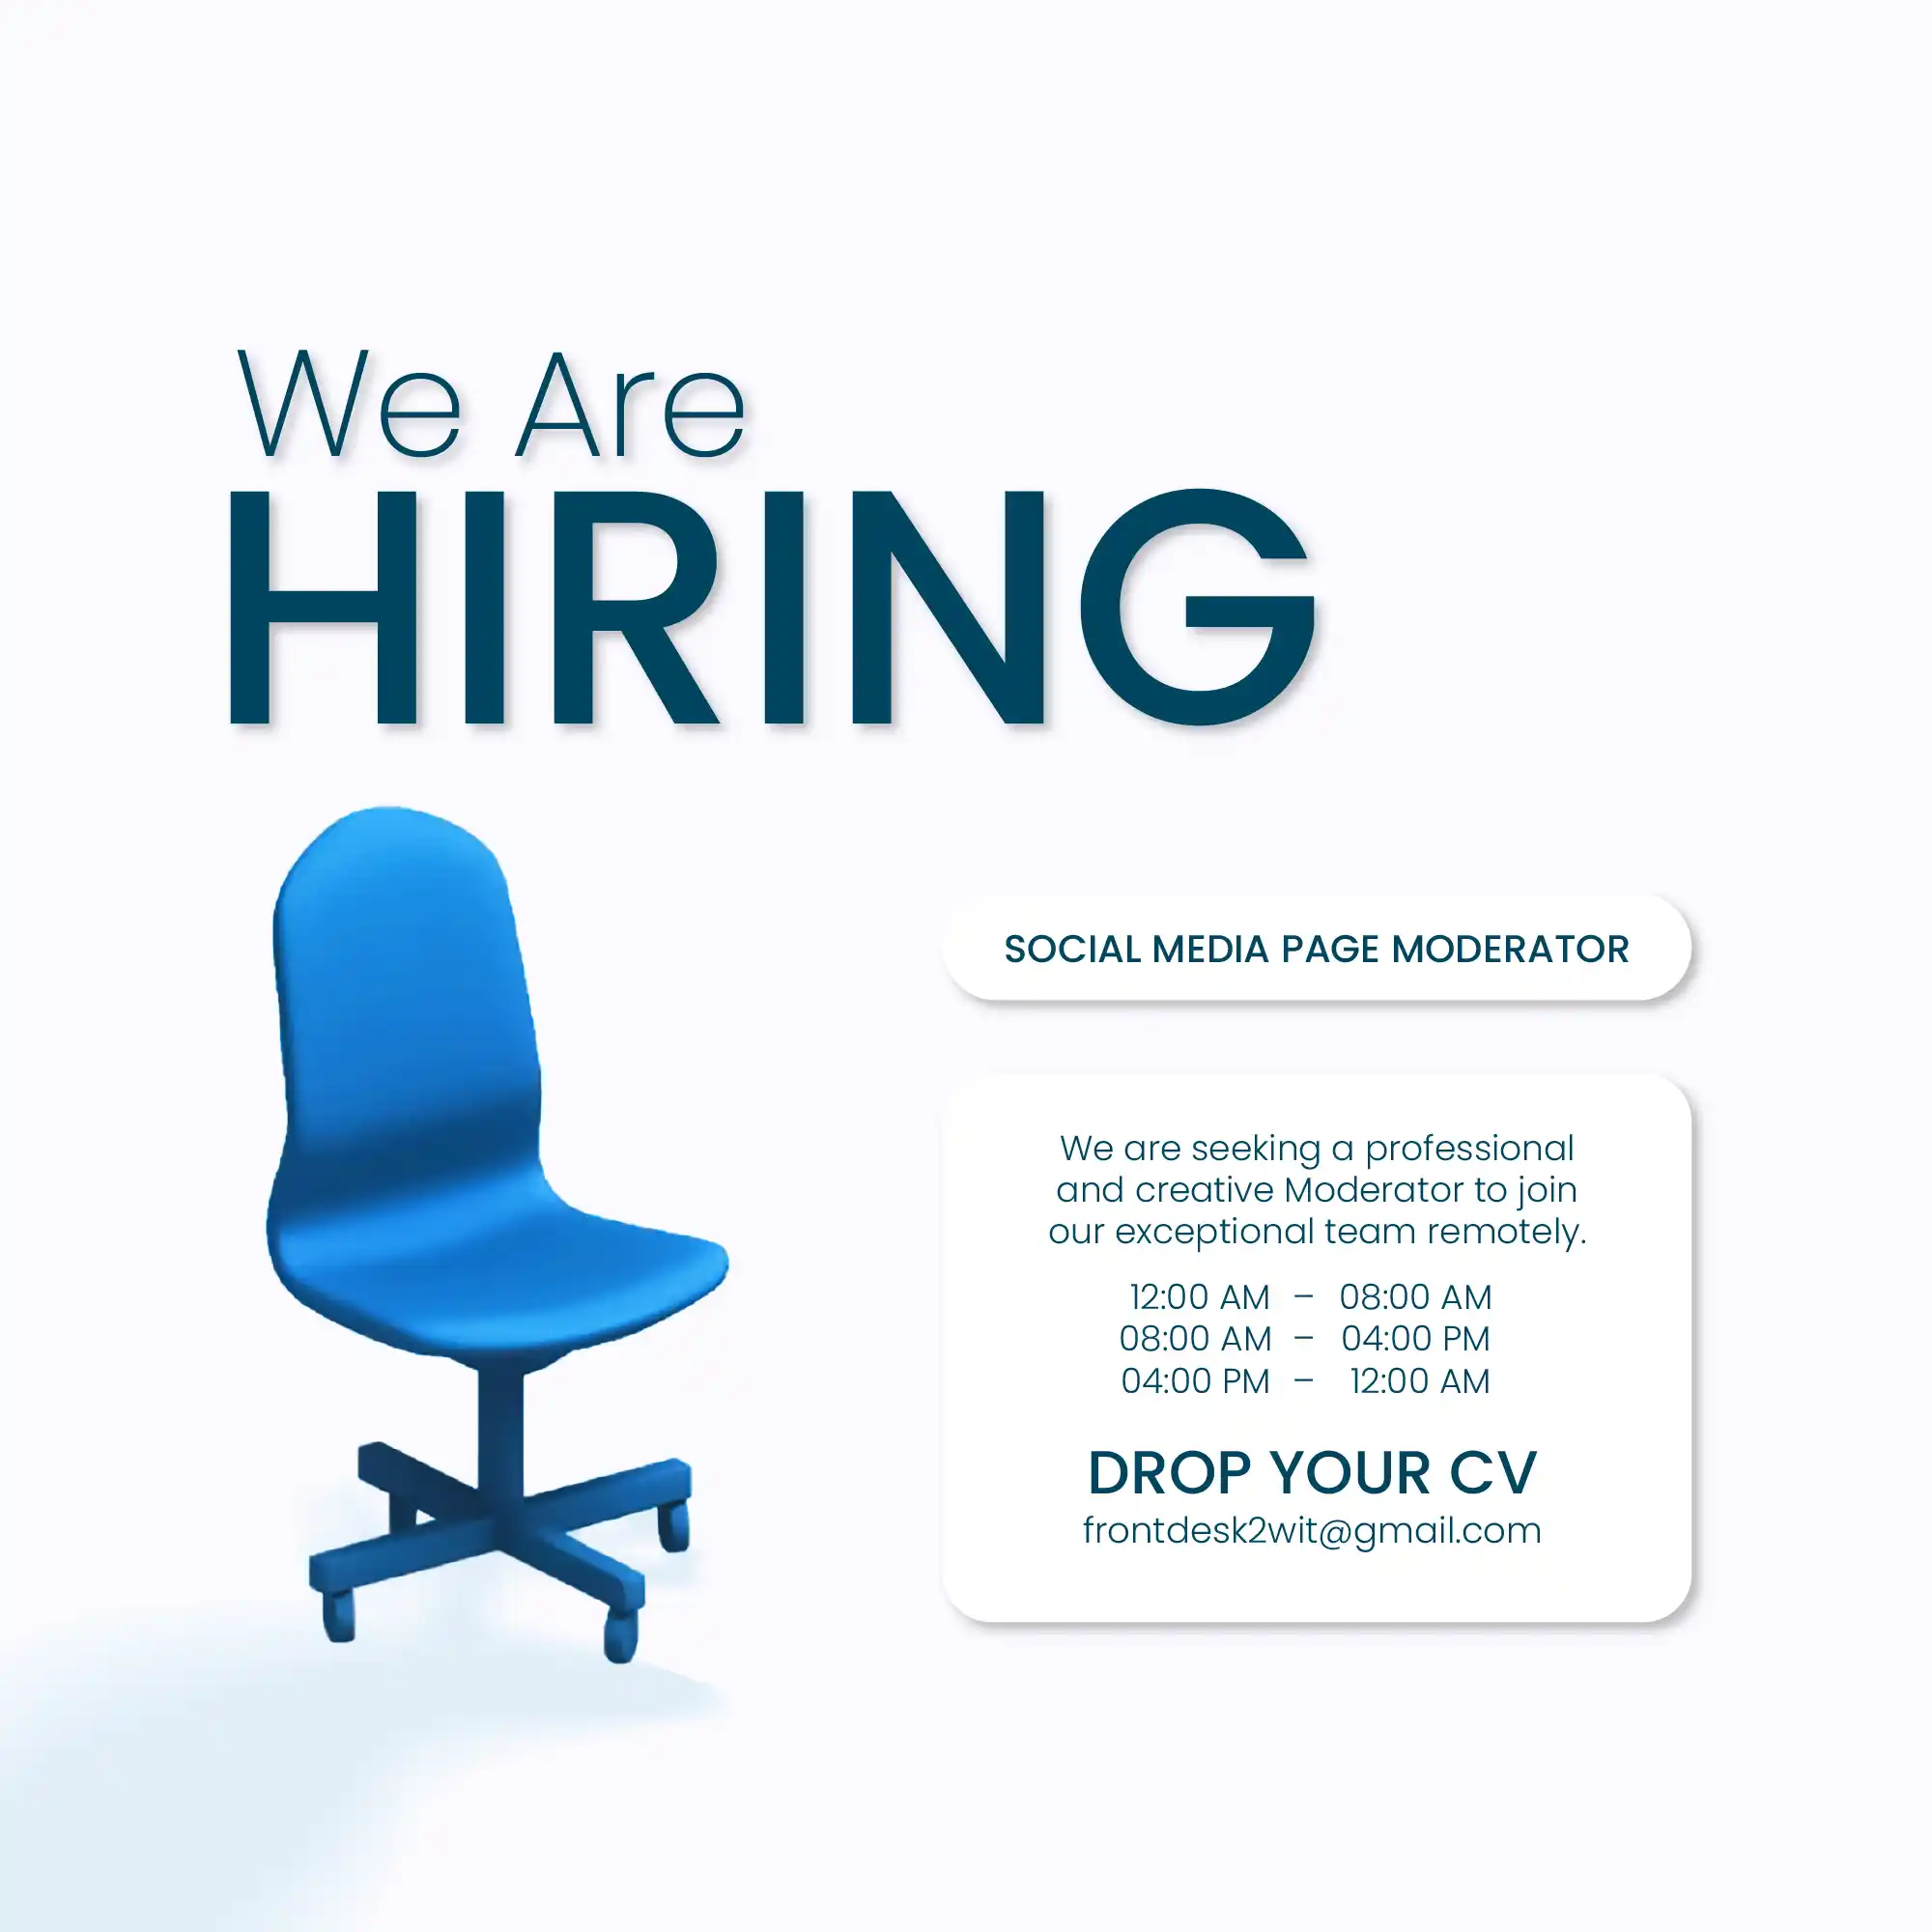 We Are
HIRING
SOCIAL MEDIA PAGE MODERATOR
We are seeking a professional
and creative Moderator to join
our exceptional team remotely.
12:00 AM – 08:00 AM
08:00 AM – 04:00 PM
04:00 PM – 12:00 AM
DROP YOUR CV
frontdesk2wit@gmail.com